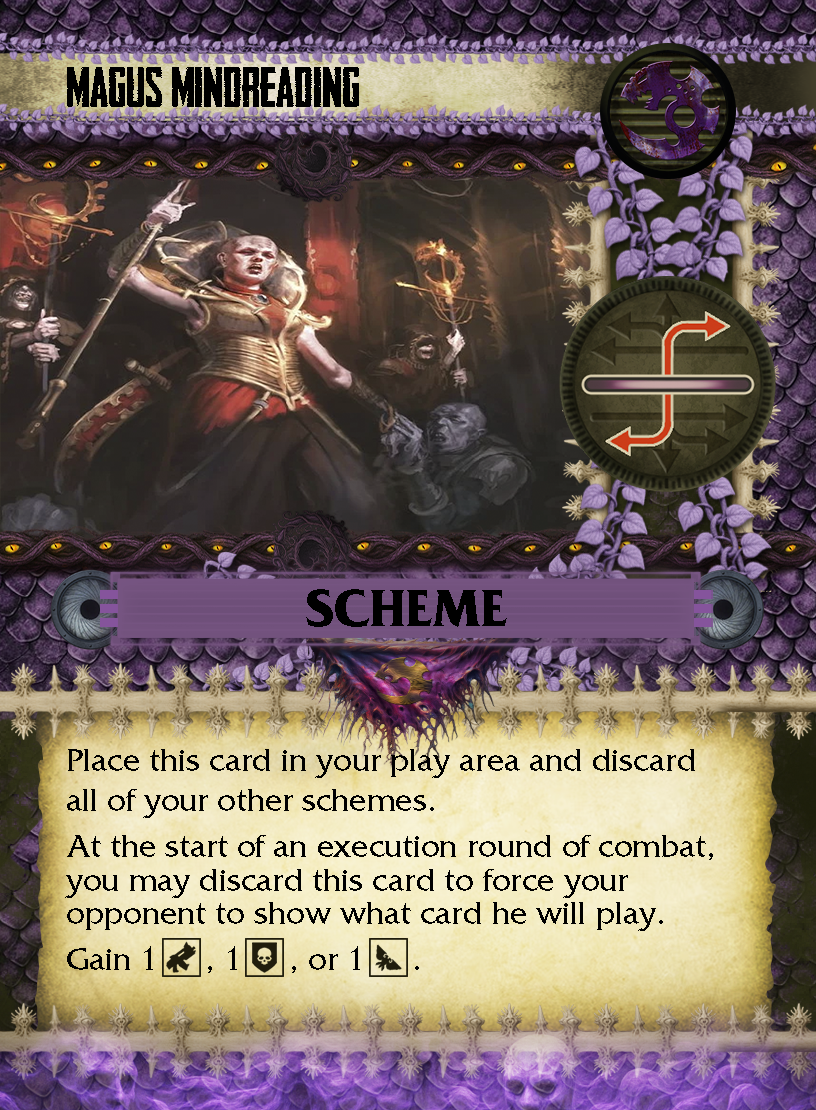 MAGUS MINDREADING
SCHEME
Place this card in your play area and discard
all of your other schemes.
At the start of an execution round of combat,
you may discard this card to force your
opponent to show what card he will play.
Gain 1 , 1 , or 1 .